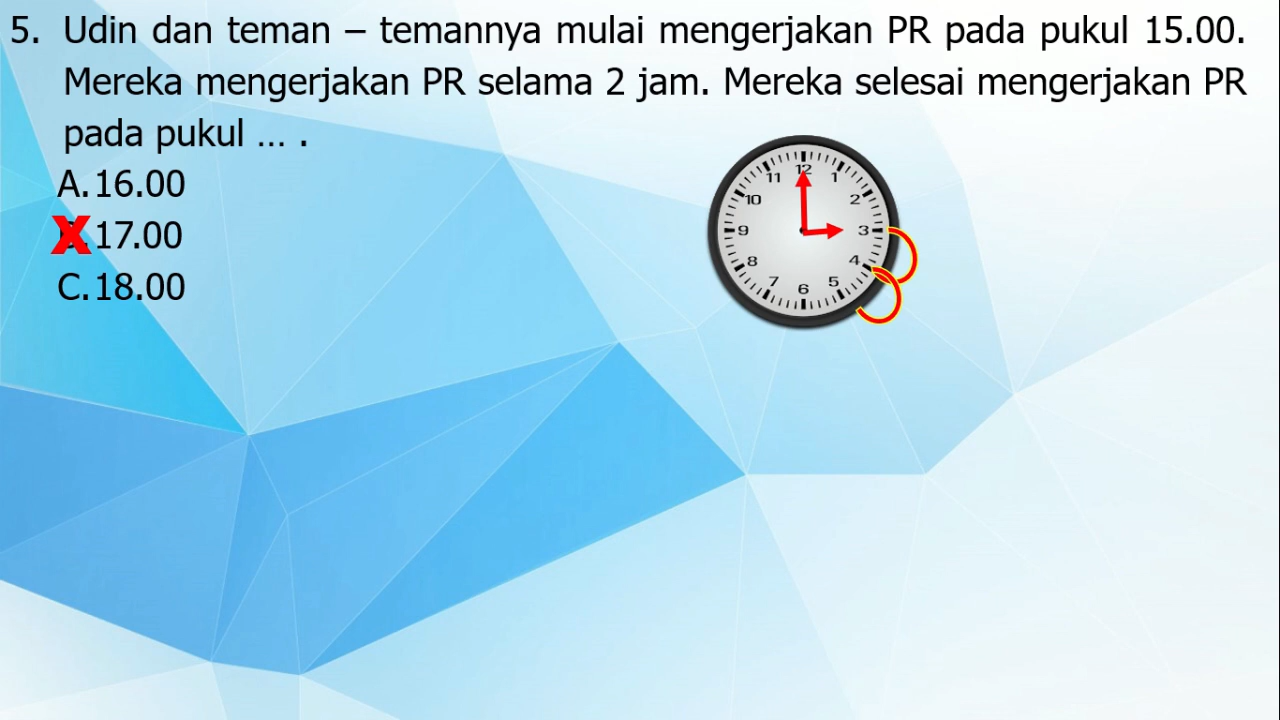 5. Udin dan teman – temannya mulai mengerjakan PR pada pukul 15.00.
Mereka mengerjakan PR selama 2 jam. Mereka selesai mengerjakan PR
pada pukul ... .
A. 16.00
X 17.00
C. 18.00
12
1
2
3
4
5
6
7
8
9
10
11